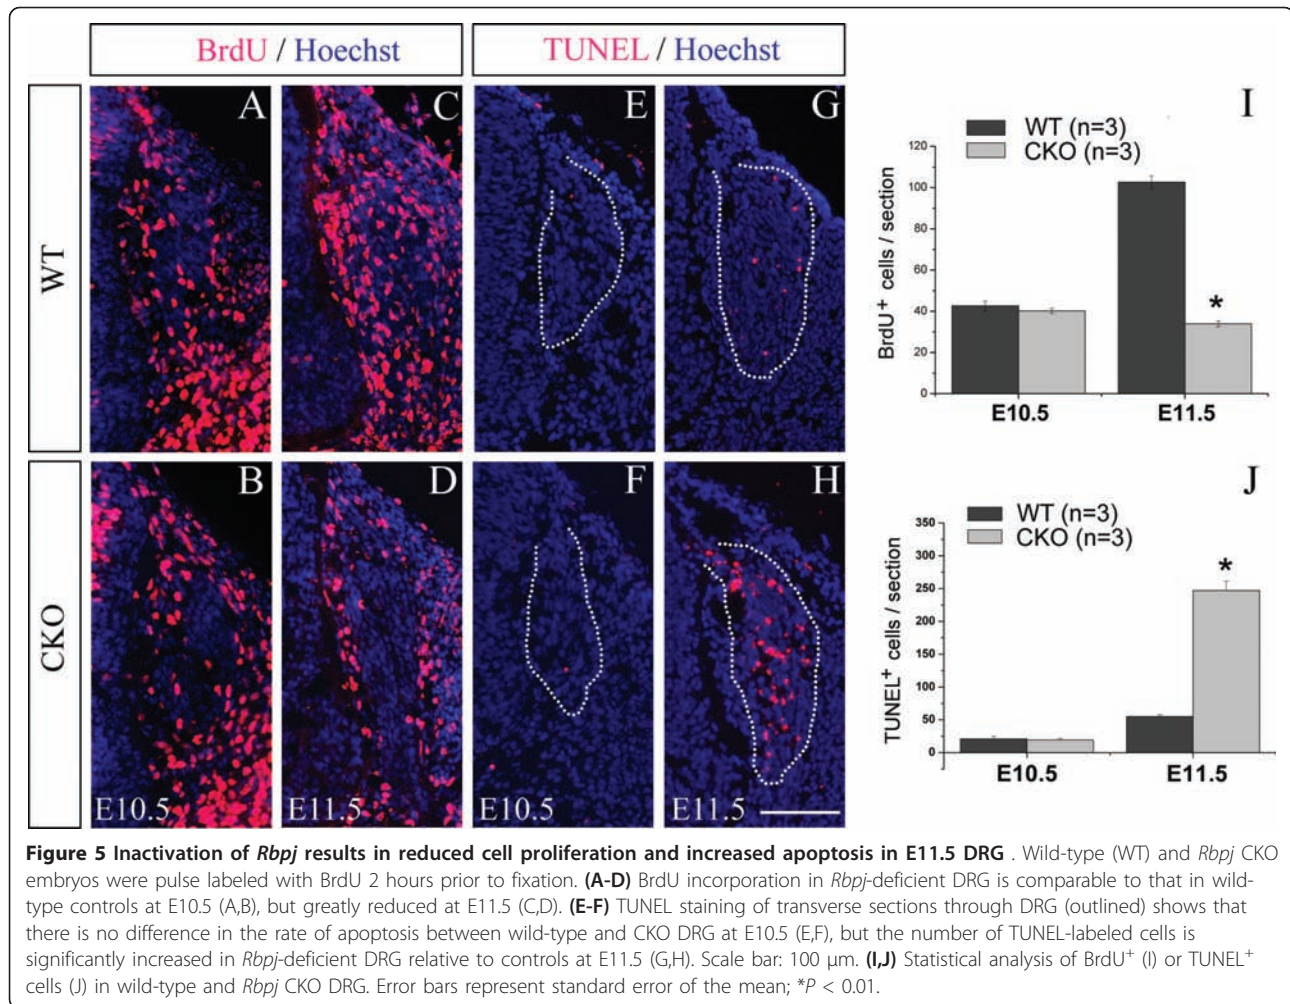 BrdU / Hoechst
TUNEL / Hoechst
WT
CKO
A
C
E
G
B
E10.5
D
E11.5
F
E10.5
H
E11.5
I
WT (n=3)
CKO (n=3)
BrdU⁺ cells / section
120
100
80
60
40
20
0
*
E10.5
E11.5
J
WT (n=3)
CKO (n=3)
TUNEL⁺ cells / section
350
300
250
200
150
100
50
0
*
E10.5
E11.5
Figure 5 Inactivation of Rbpj results in reduced cell proliferation and increased apoptosis in E11.5 DRG . Wild-type (WT) and Rbpj CKO
embryos were pulse labeled with BrdU 2 hours prior to fixation. (A-D) BrdU incorporation in Rbpj-deficient DRG is comparable to that in wild-
type controls at E10.5 (A,B), but greatly reduced at E11.5 (C,D). (E-F) TUNEL staining of transverse sections through DRG (outlined) shows that
there is no difference in the rate of apoptosis between wild-type and CKO DRG at E10.5 (E,F), but the number of TUNEL-labeled cells is
significantly increased in Rbpj-deficient DRG relative to controls at E11.5 (G,H). Scale bar: 100 μm. (I,J) Statistical analysis of BrdU⁺ (I) or TUNEL⁺
cells (J) in wild-type and Rbpj CKO DRG. Error bars represent standard error of the mean; *P < 0.01.